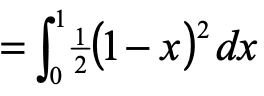 = ∫₀¹ ½(1 − x)² dx